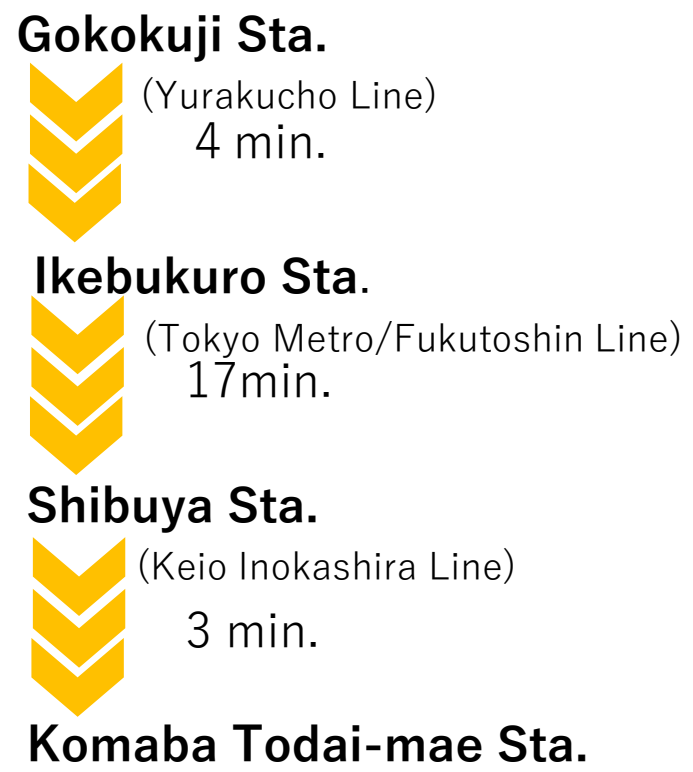 Gokokuji Sta.
(Yurakucho Line)
4 min.
Ikebukuro Sta.
(Tokyo Metro/Fukutoshin Line)
17min.
Shibuya Sta.
(Keio Inokashira Line)
3 min.
Komaba Todai-mae Sta.